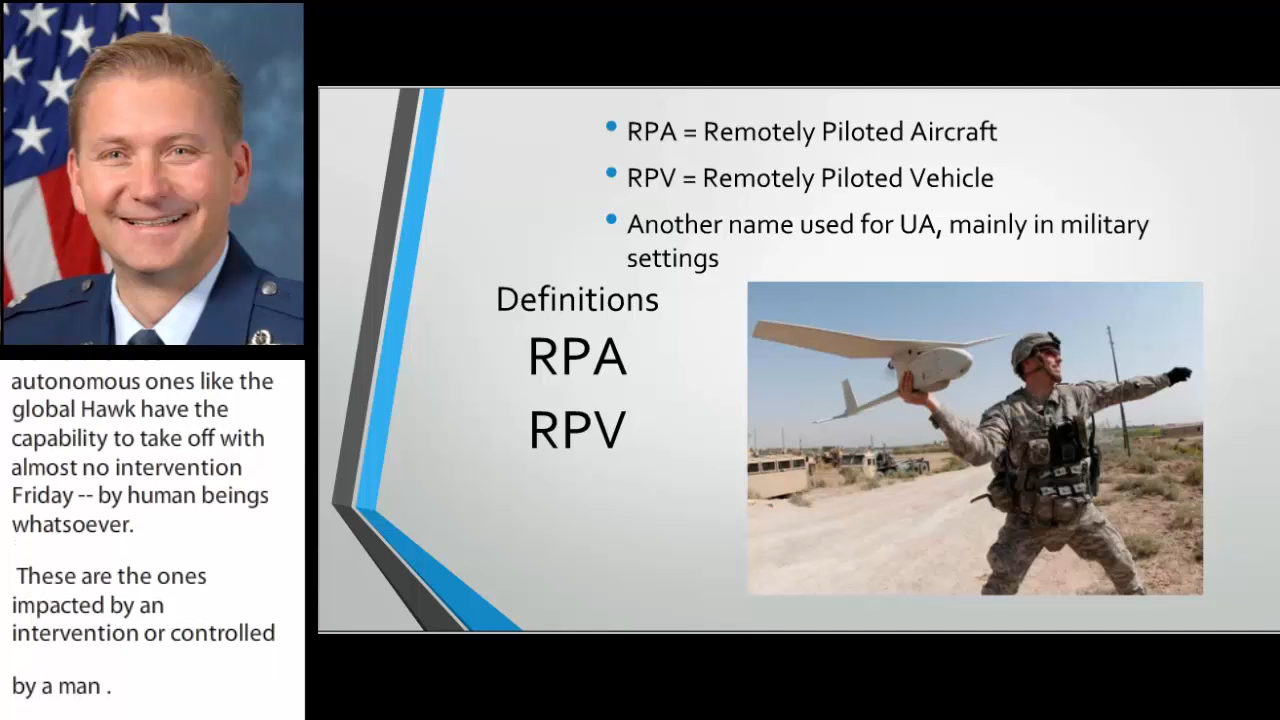 RPA = Remotely Piloted Aircraft
RPV = Remotely Piloted Vehicle
Another name used for UA, mainly in military
settings
Definitions
RPA
RPV
autonomous ones like the
global Hawk have the
capability to take off with
almost no intervention
Friday -- by human beings
whatsoever.
These are the ones
impacted by an
intervention or controlled
by a man .